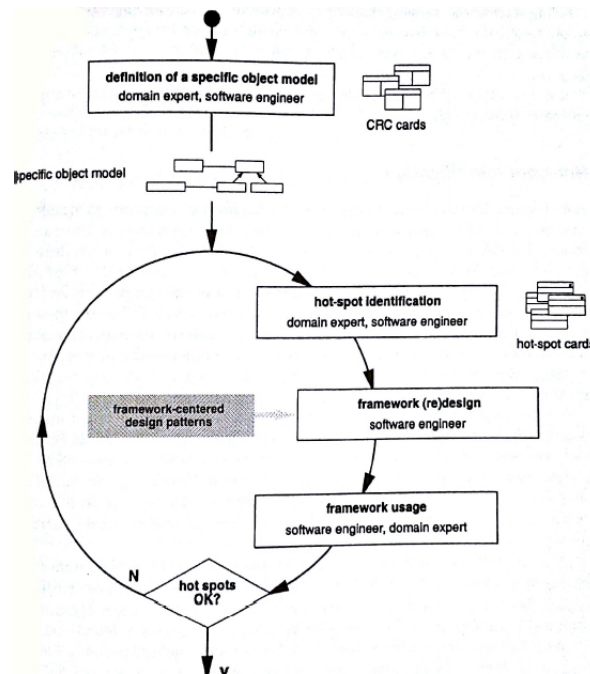 definition of a specific object model
domain expert, software engineer
CRC cards
specific object model
hot-spot identification
domain expert, software engineer
hot-spot cards
framework-centered
design patterns
framework (re)design
software engineer
framework usage
software engineer, domain expert
N
hot spots
OK?
Y